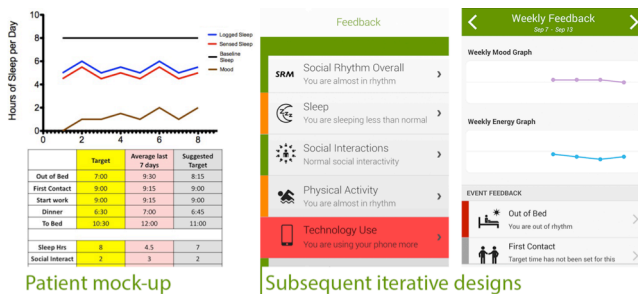 Hours of Sleep per Day
10
8
6
4
2
0
0 2 4 6 8 10
Logged Sleep
Sensed Sleep
Baseline
Sleep
Mood
Target Average last 7 days Suggested Target
Out of Bed 7:00 9:30 8:15
First Contact 9:00 9:15 9:00
Start work 9:00 9:15 9:00
Dinner 6:30 7:00 6:45
To Bed 10:30 12:00 11:00
Sleep Hrs 8 4.5 7
Social Interact 2 3 2
Patient mock-up
Feedback
SRM
Social Rhythm Overall
You are almost in rhythm
Sleep
You are sleeping less than normal
Social Interactions
Normal social interactivity
Physical Activity
You are almost in rhythm
Technology Use
You are using your phone more
Weekly Feedback
Sep 7 - Sep 13
Weekly Mood Graph
Weekly Energy Graph
EVENT FEEDBACK
Out of Bed
You are out of rhythm
First Contact
Target time has not been set for this
Subsequent iterative designs